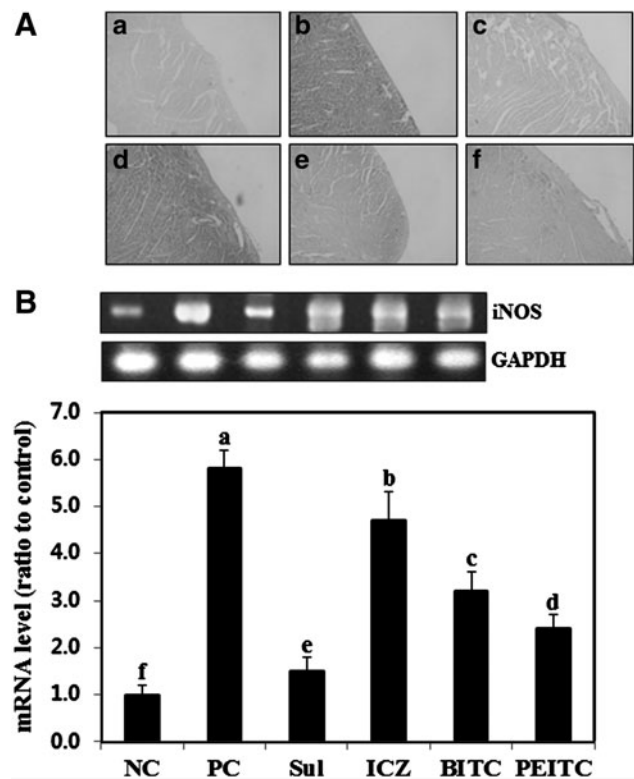 A
a b c
d e f
B
iNOS
GAPDH
mRNA level (ratio to control)
7.0
6.0
5.0
4.0
3.0
2.0
1.0
0.0
f a e b c d
NC PC Sul ICZ BITC PEITC